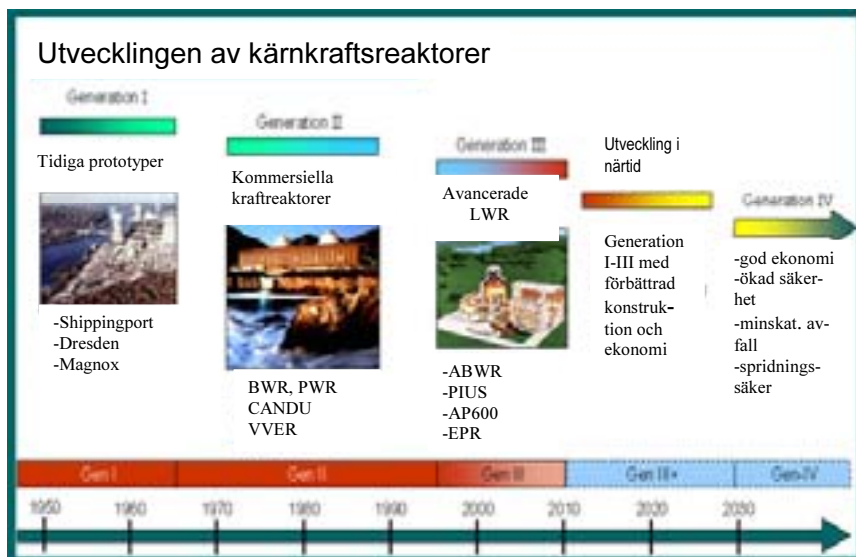 Utvecklingen av kärnkraftsreaktorer
Generation I
Tidiga prototyper
-Shippingport
-Dresden
-Magnox
Generation II
Kommersiella
kraftreaktorer
BWR, PWR
CANDU
VVER
Generation III
Avancerade
LWR
-ABWR
-PIUS
-AP600
-EPR
Utveckling i
närtid
Generation
I-III med
förbättrad
konstruk-
tion och
ekonomi
Generation IV
-god ekonomi
-ökad säker-
het
-minskat. av-
fall
-spridnings-
säker
Gen I
Gen II
Gen III
Gen III+
Gen-IV
1950
1960
1970
1980
1990
2000
2010
2020
2030